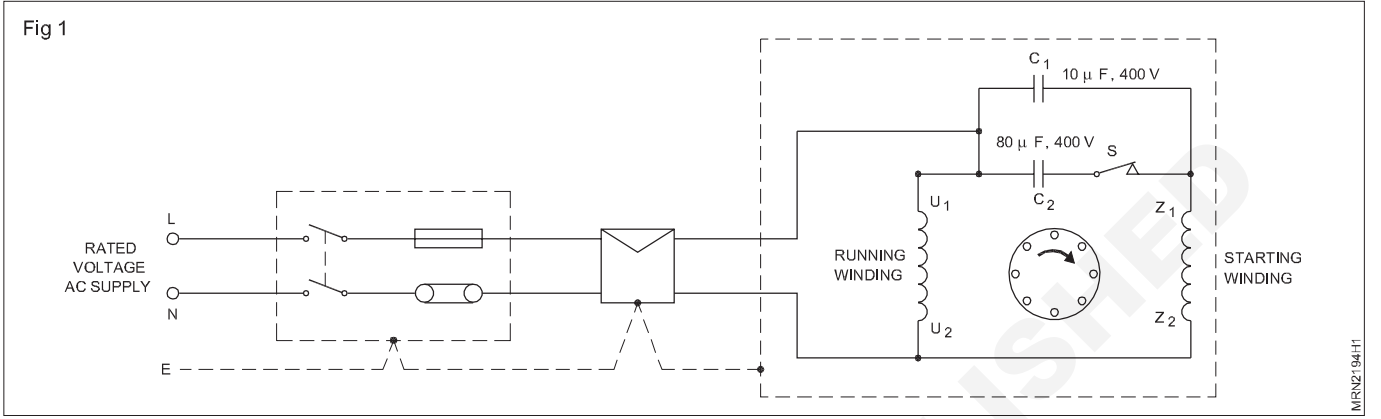 Fig 1
C1
10 μ F, 400 V
80 μ F, 400 V
S
C2
L
U1
Z1
RATED
VOLTAGE
AC SUPPLY
RUNNING
WINDING
STARTING
WINDING
N
U2
Z2
E
MRN2194H1
ISHED